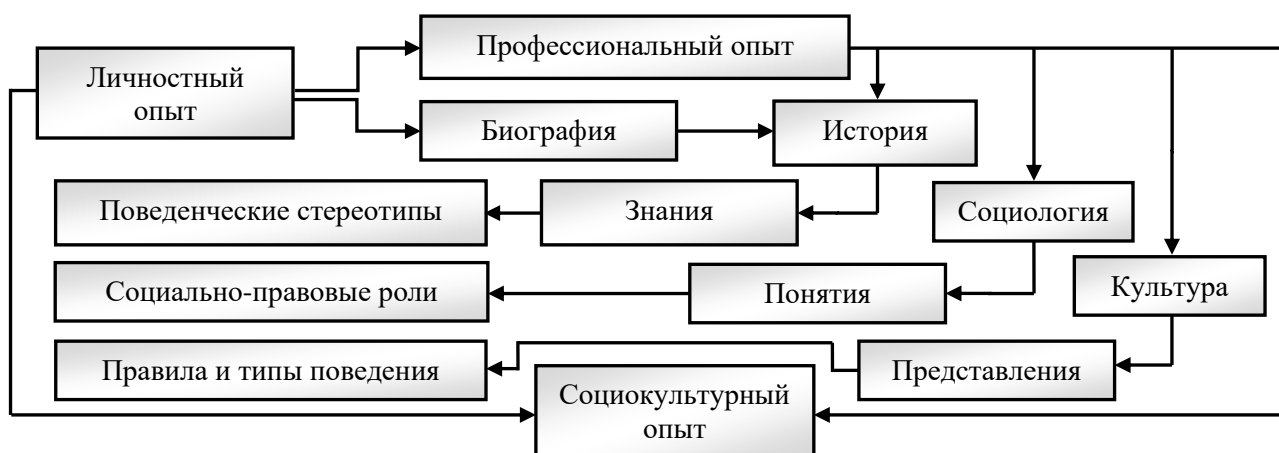 Профессиональный опыт
Личностный
опыт
Биография
История
Поведенческие стереотипы
Знания
Социология
Социально-правовые роли
Понятия
Культура
Правила и типы поведения
Представления
Социокультурный
опыт